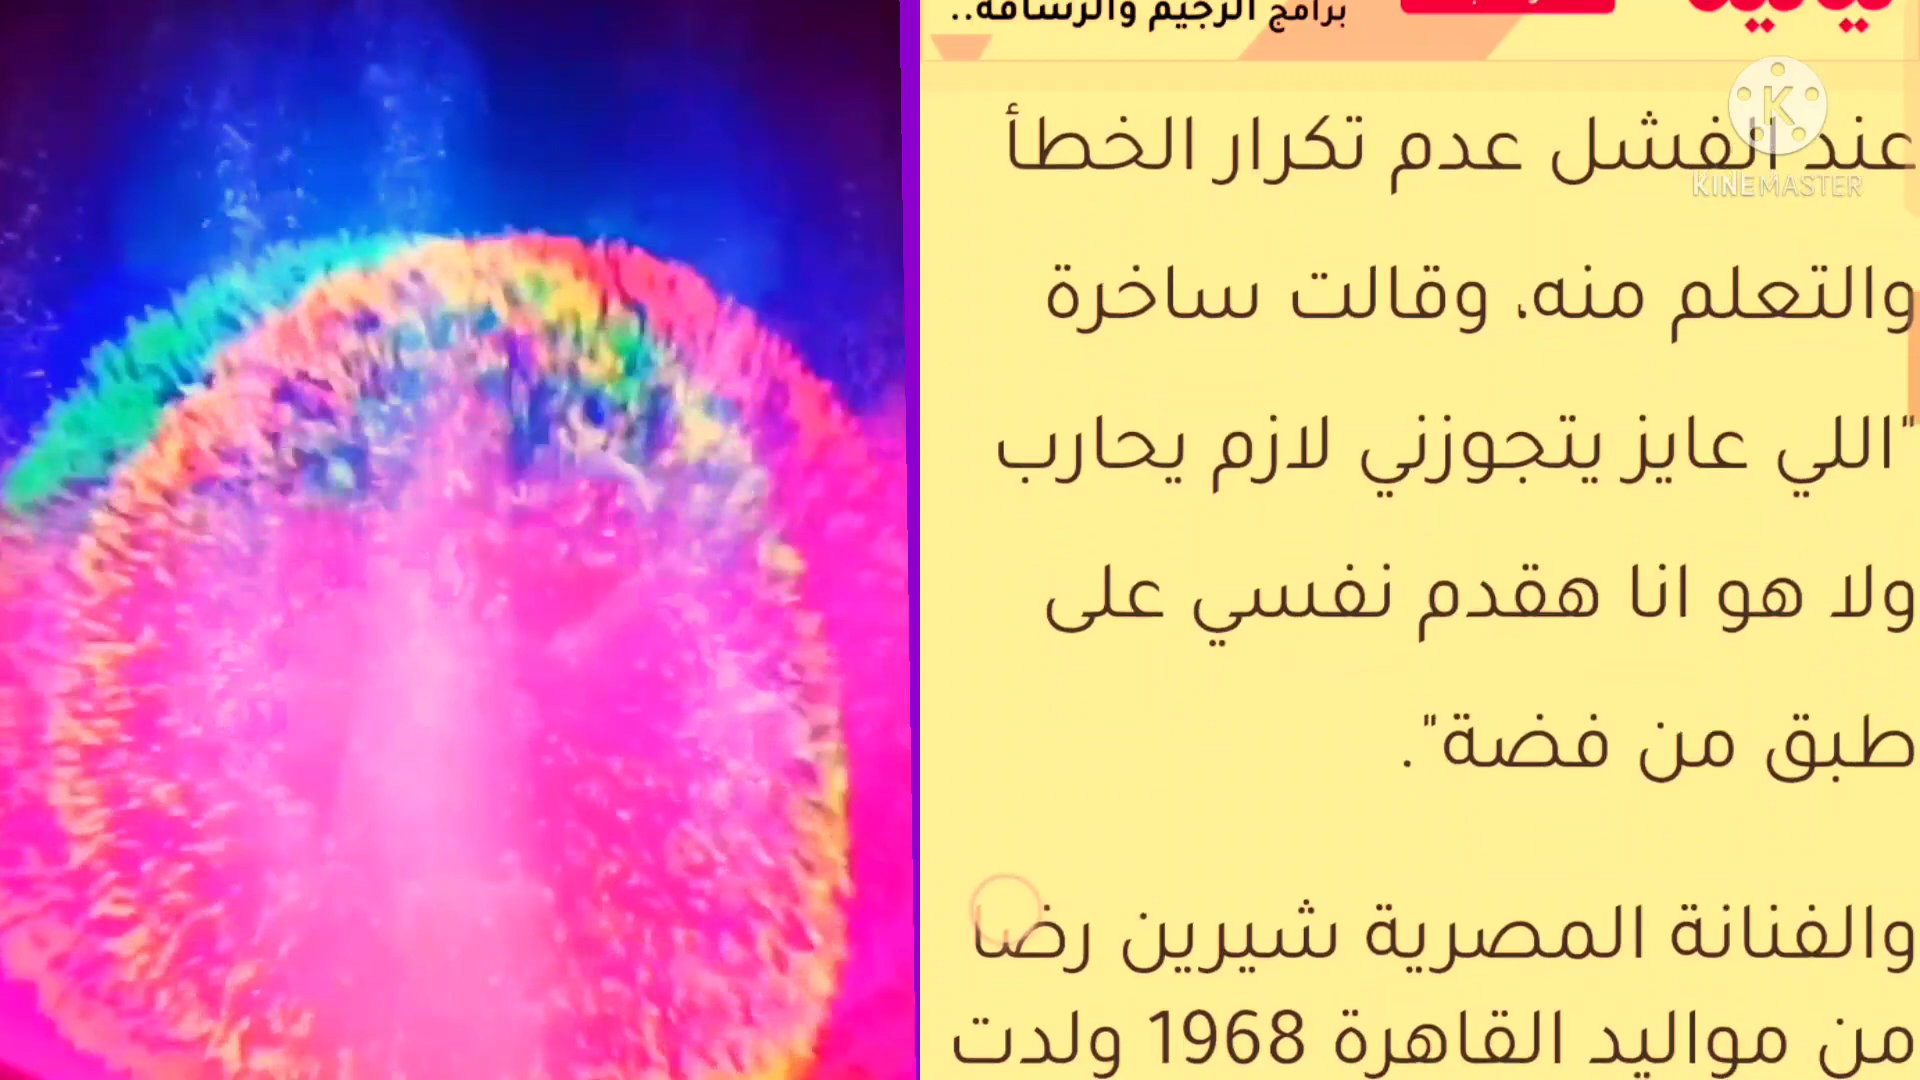 برامج الرجيم والرشاقة..
KINEMASTER
عند الفشل عدم تكرار الخطأ
والتعلم منه، وقالت ساخرة
"اللي عايز يتجوزني لازم يحارب
ولا هو انا هقدم نفسي على
طبق من فضة".
والفنانة المصرية شيرين رضا
من مواليد القاهرة 1968 ولدت